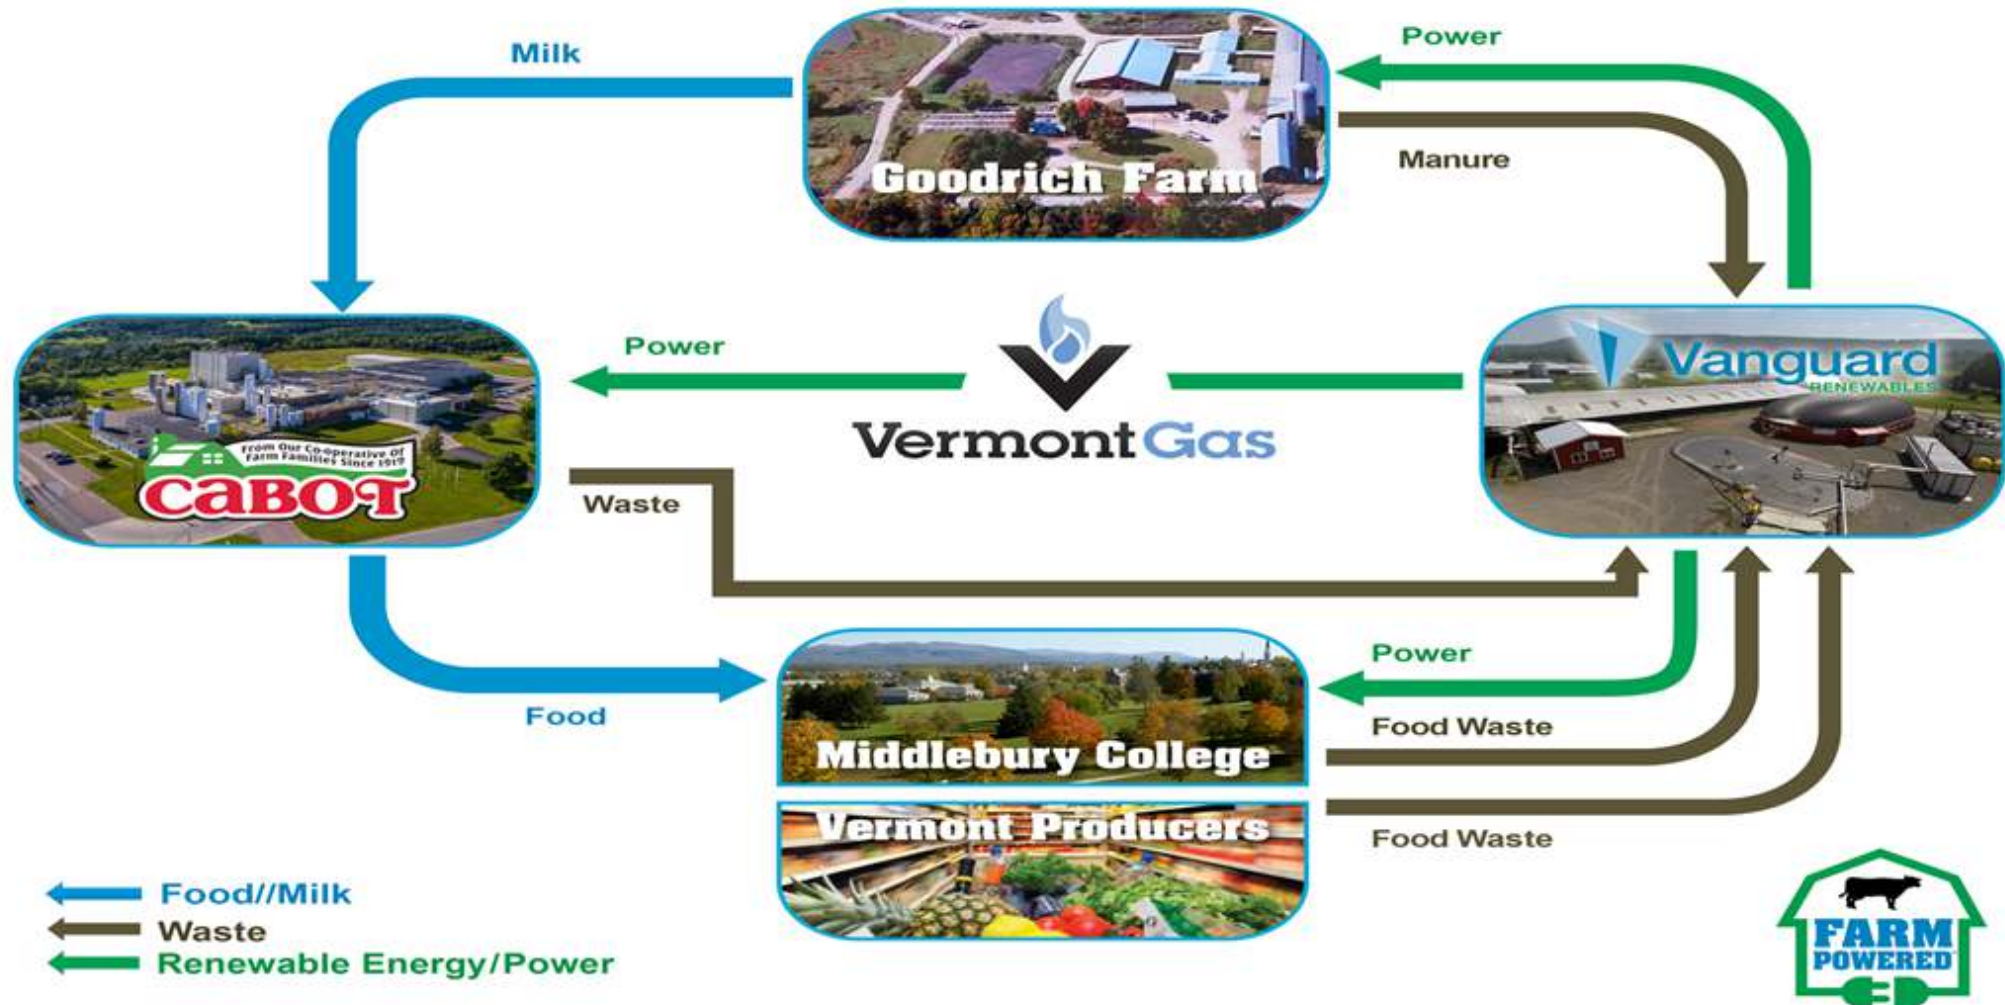 Milk
Power
Manure
Goodrich Farm
Power
Vermont Gas
Vanguard
RENEWABLES
From Our Co-operative Of
Farm Families Since 1919
CABOT
Waste
Power
Food
Food Waste
Middlebury College
Vermont Producers
Food Waste
Food//Milk
Waste
Renewable Energy/Power
FARM
POWERED